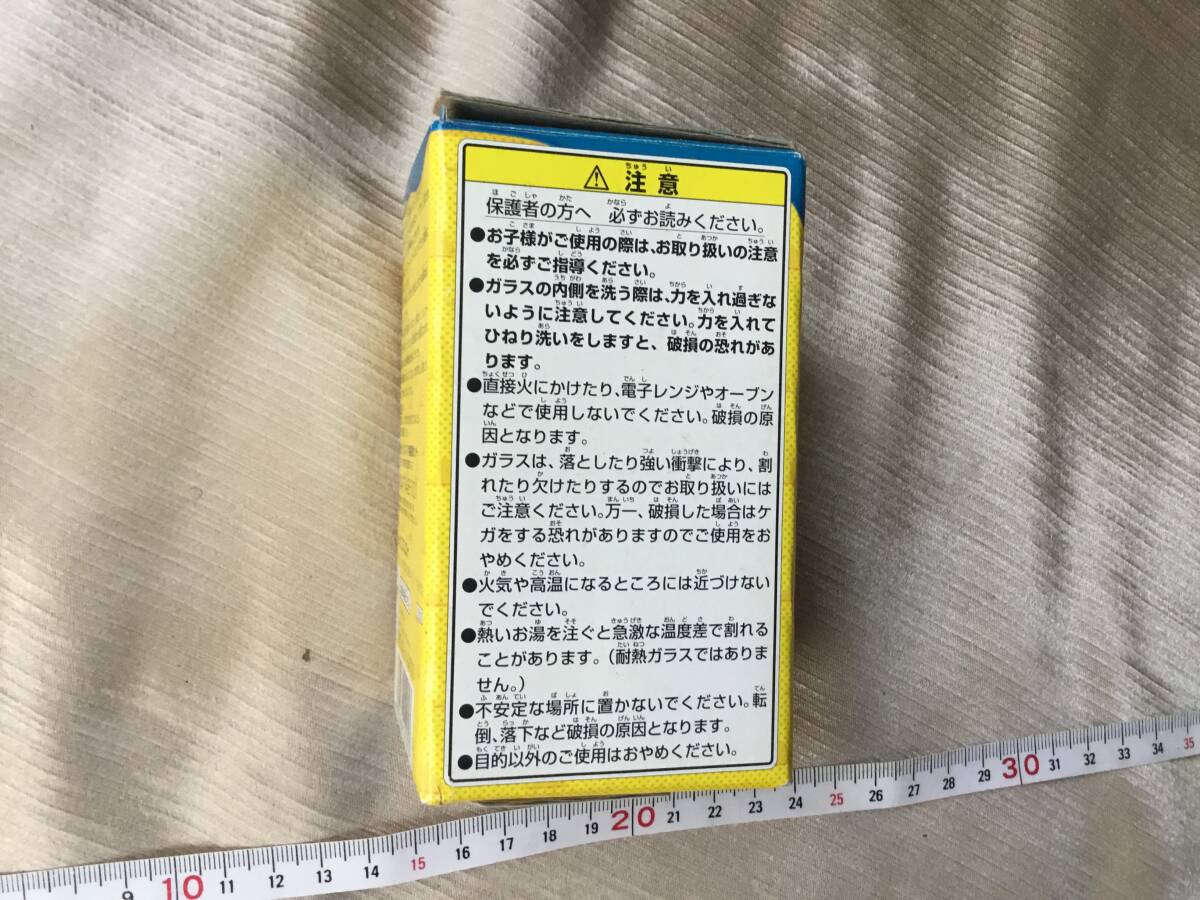 ⚠ 注意
保護者の方へ 必ずお読みください。
●お子様がご使用の際は、お取り扱いの注意
を必ずご指導ください。
●ガラスの内側を洗う際は、力を入れ過ぎな
いように注意してください。力を入れて
ひねり洗いをしますと、破損の恐れがあ
ります。
●直接火にかけたり、電子レンジやオーブン
などで使用しないでください。破損の原
因となります。
●ガラスは、落としたり強い衝撃により、割
れたり欠けたりするのでお取り扱いには
ご注意ください。万一、破損した場合はケ
ガをする恐れがありますのでご使用をお
やめください。
●火気や高温になるところには近づけない
でください。
●熱いお湯を注ぐと急激な温度差で割れる
ことがあります。(耐熱ガラスではありま
せん。)
●不安定な場所に置かないでください。転
倒、落下など破損の原因となります。
●目的以外のご使用はおやめください。
9 10 11 12 13 14 15 16 17 18 19 20 21 22 23 24 25 26 27 28 29 30 31 32 33 34 35